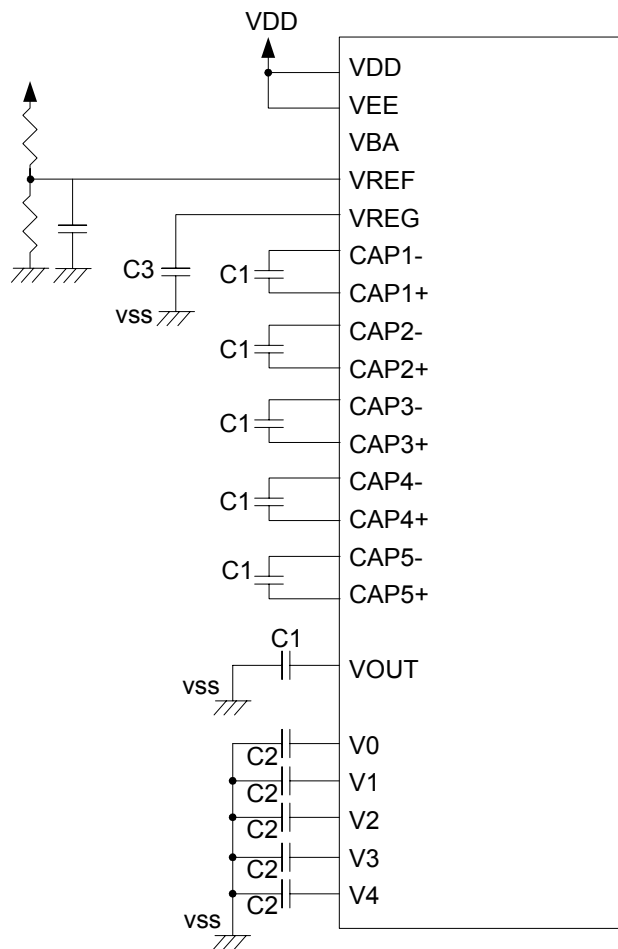 VDD
VDD
VEE
VBA
VREF
VREG
C3
vss
CAP1-
C1
CAP1+
CAP2-
C1
CAP2+
CAP3-
C1
CAP3+
CAP4-
C1
CAP4+
CAP5-
C1
CAP5+
C1
VOUT
vss
V0
C2
V1
C2
V2
C2
V3
C2
V4
C2
vss